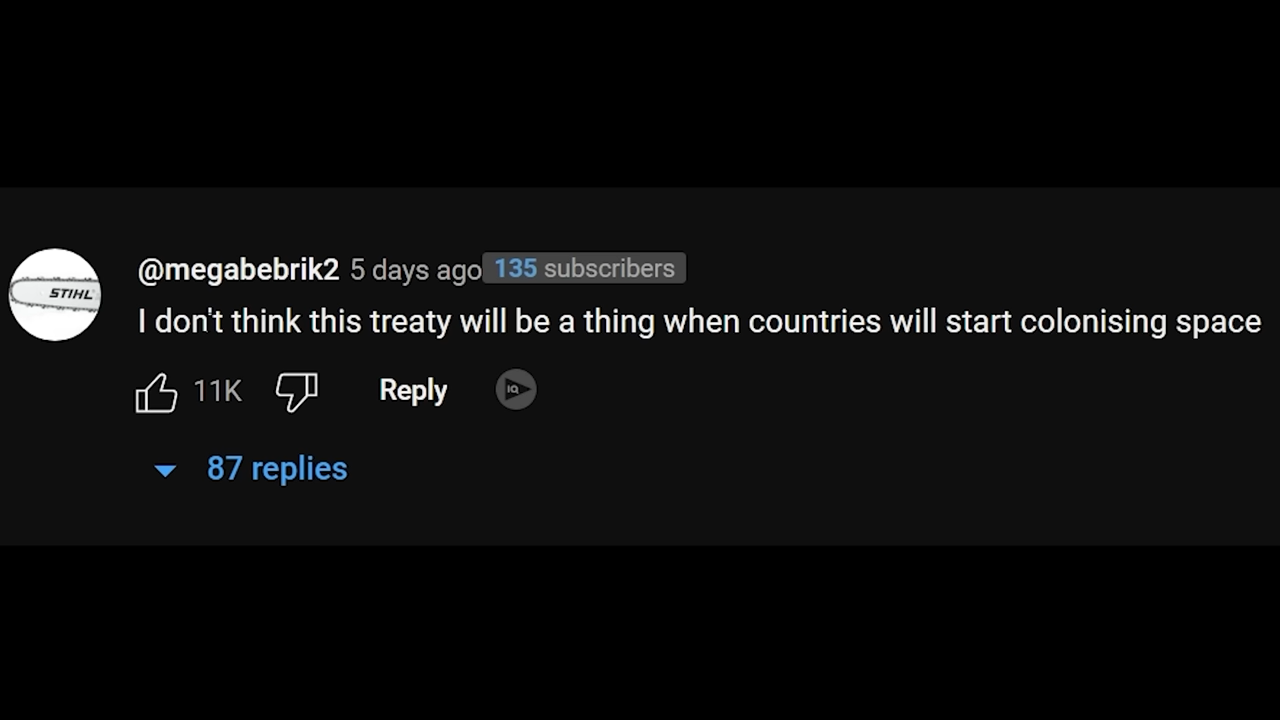 @megabebrik2 5 days ago 135 subscribers
STIHL
I don't think this treaty will be a thing when countries will start colonising space
11K Reply IQ
87 replies